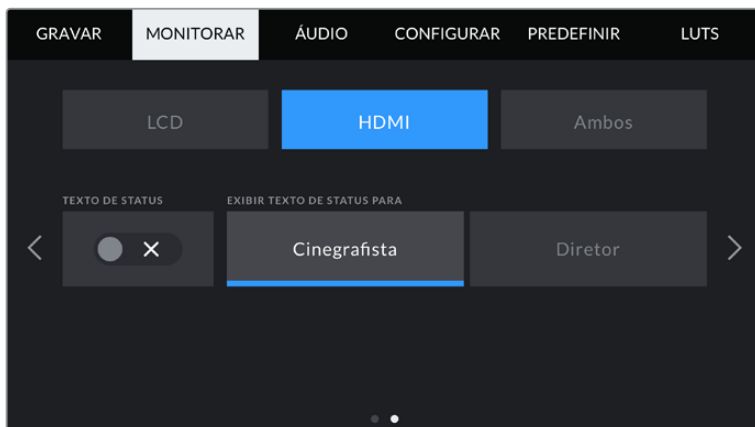 GRAVAR MONITORAR ÁUDIO CONFIGURAR PREDEFINIR LUTS
LCD HDMI Ambos
TEXTO DE STATUS EXIBIR TEXTO DE STATUS PARA
Cinegrafista Diretor